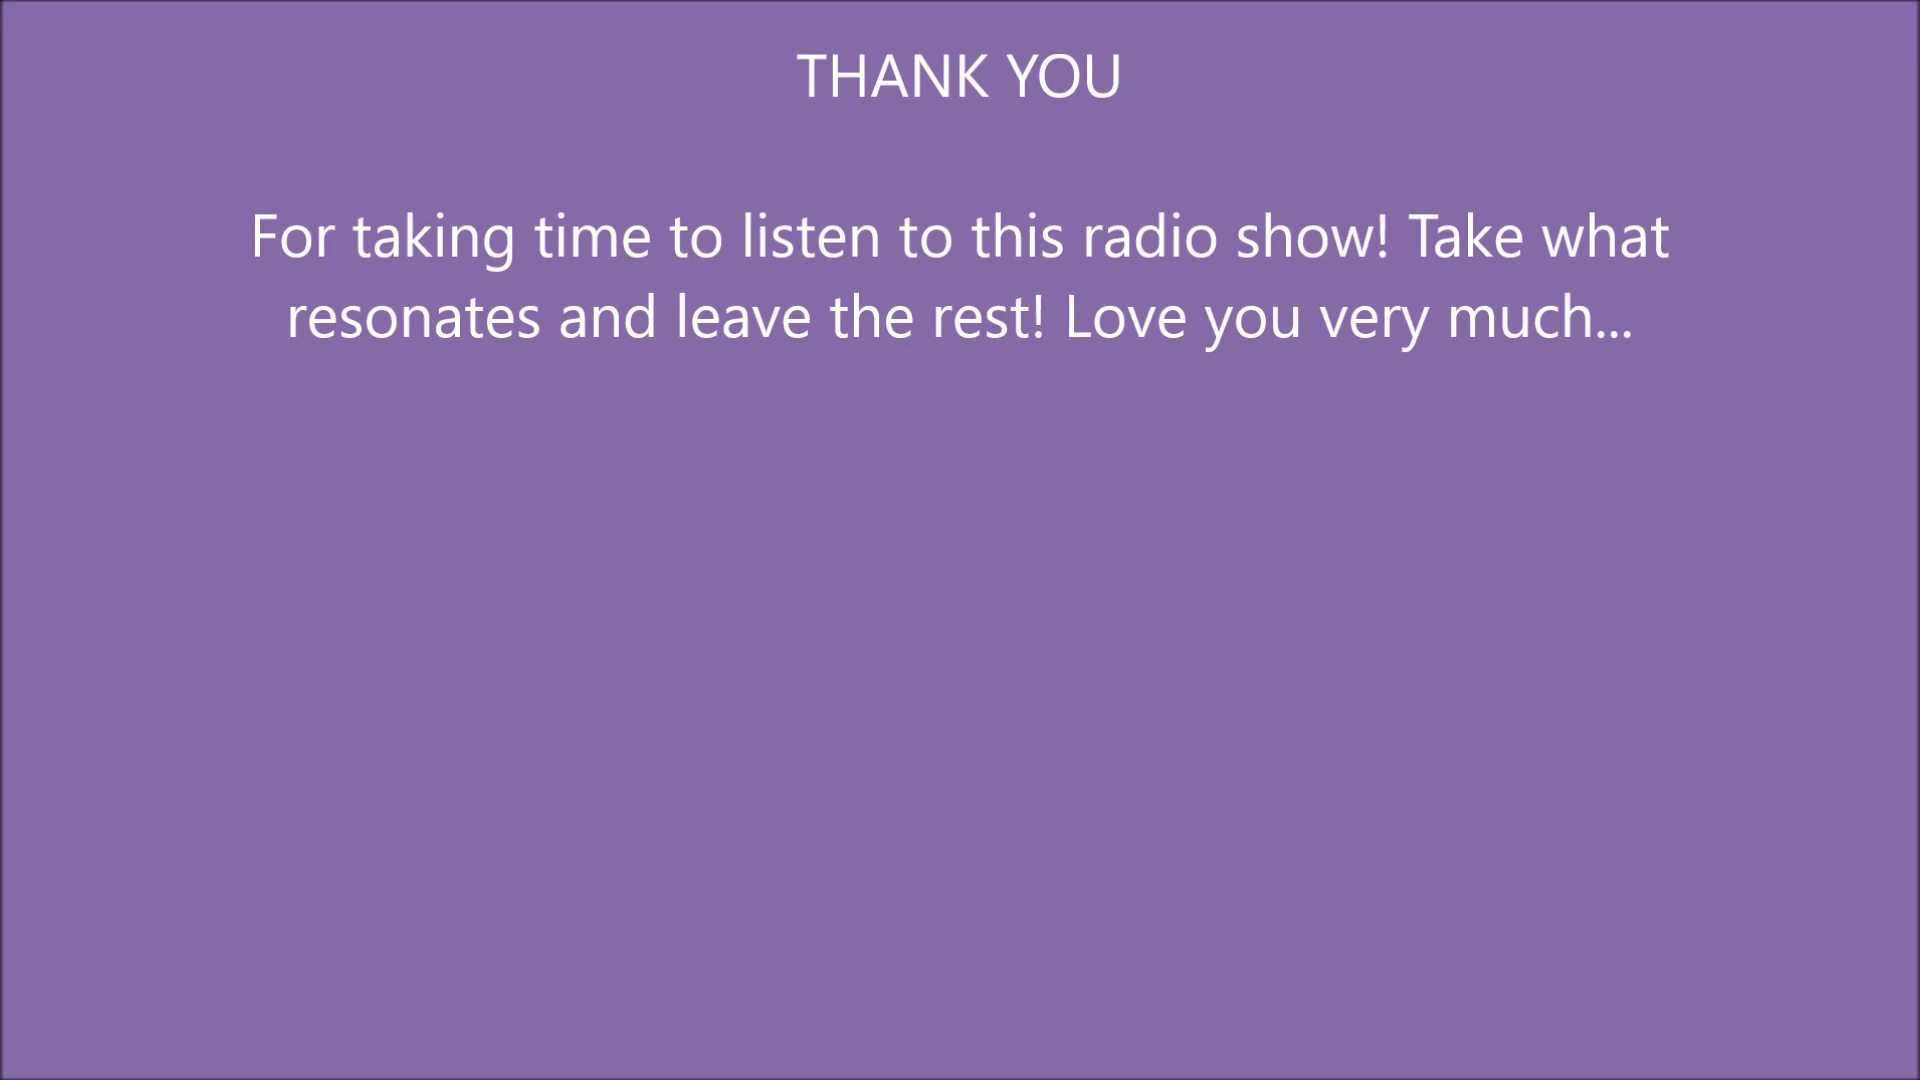 THANK YOU
For taking time to listen to this radio show! Take what
resonates and leave the rest! Love you very much...